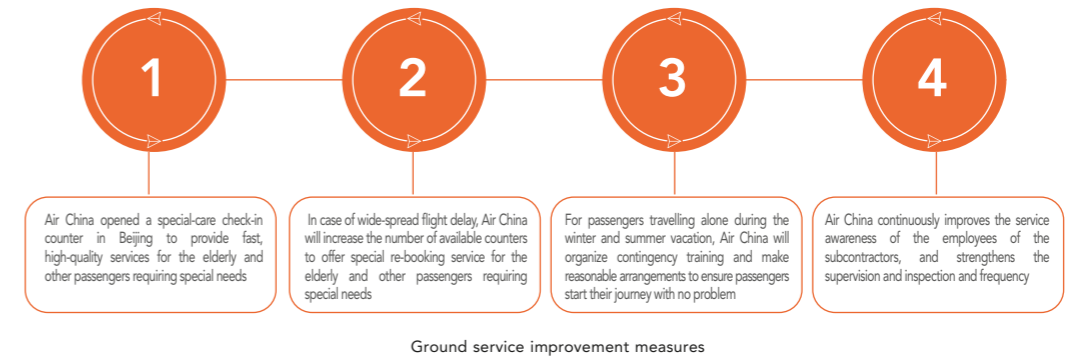 1
2
3
4
Air China opened a special-care check-in
counter in Beijing to provide fast,
high-quality services for the elderly and
other passengers requiring special needs
In case of wide-spread flight delay, Air China
will increase the number of available counters
to offer special re-booking service for the
elderly and other passengers requiring
special needs
For passengers travelling alone during the
winter and summer vacation, Air China will
organize contingency training and make
reasonable arrangements to ensure passengers
start their journey with no problem
Air China continuously improves the service
awareness of the employees of the
subcontractors, and strengthens the
supervision and inspection and frequency
Ground service improvement measures